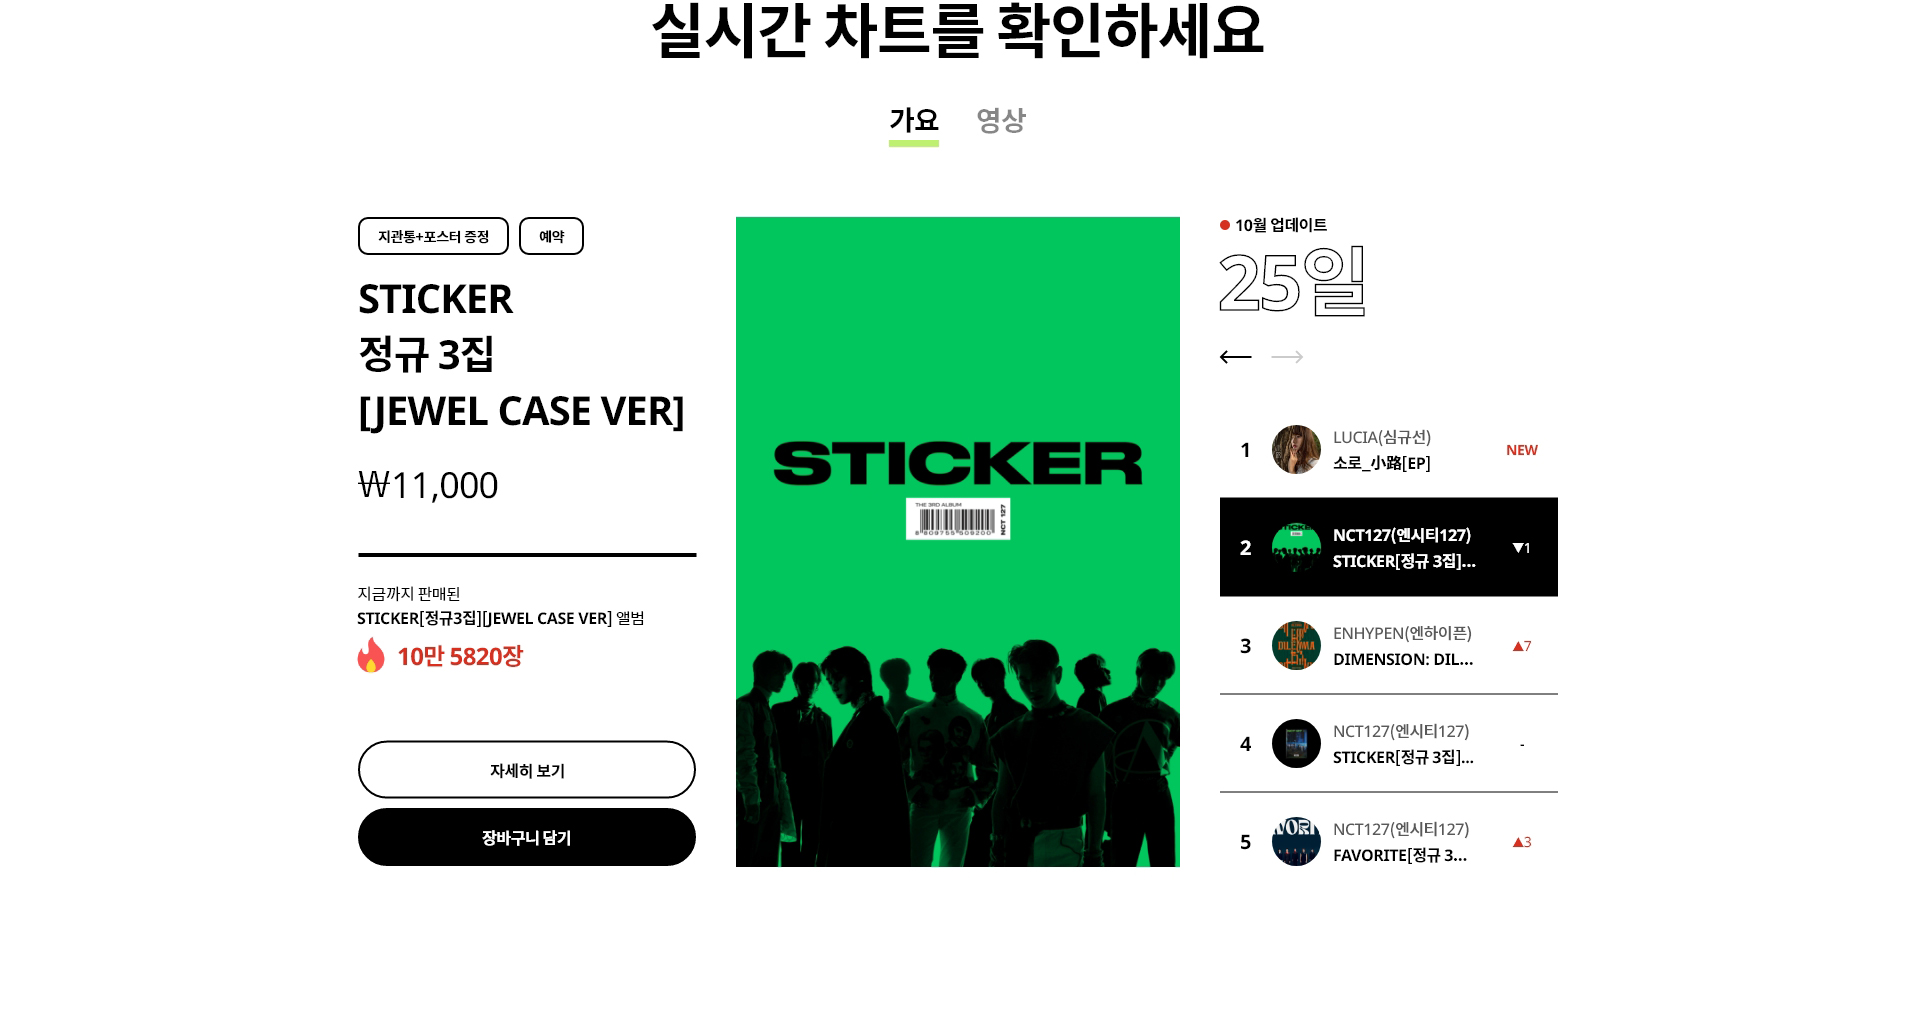 실시간 차트를 확인하세요
가요 영상
지관통+포스터 증정 예약
STICKER
정규 3집
[JEWEL CASE VER]
₩11,000
지금까지 판매된
STICKER[정규3집][JEWEL CASE VER] 앨범
10만 5820장
자세히 보기
장바구니 담기
STICKER
THE 3RD ALBUM
NCT 127
8 809755 509200
10월 업데이트
25일
1
LUCIA(심규선)
소로_小路[EP]
NEW
2
NCT127(엔시티127)
STICKER[정규 3집]...
▼1
3
ENHYPEN(엔하이픈)
DIMENSION: DIL...
▲7
DILEMMA
4
NCT127(엔시티127)
STICKER[정규 3집]...
-
5
NCT127(엔시티127)
FAVORITE[정규 3...
▲3